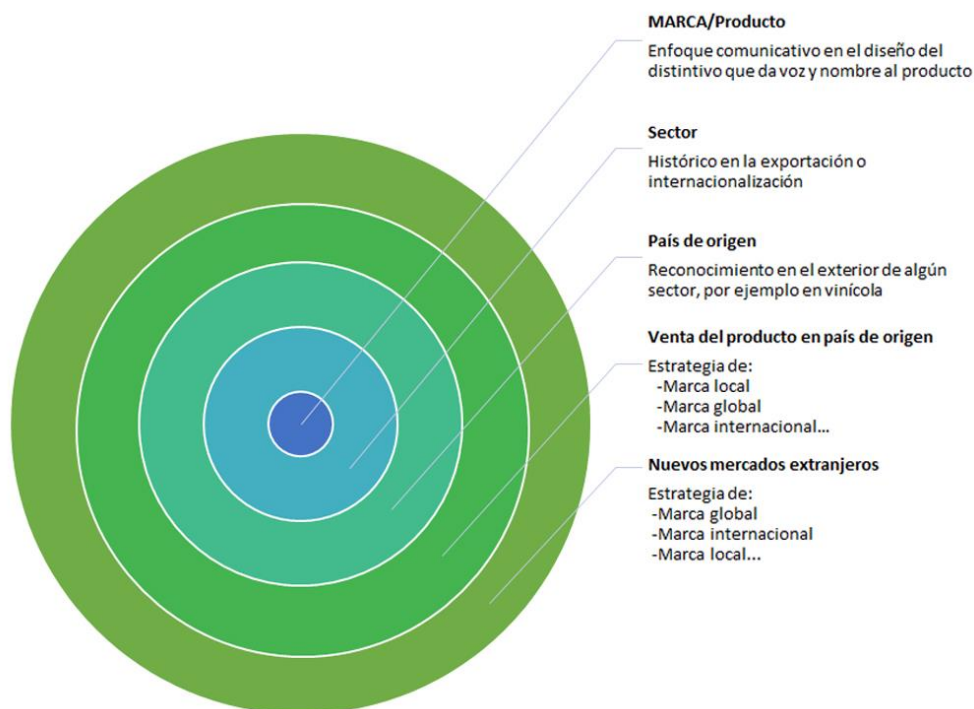 MARCA/Producto
Enfoque comunicativo en el diseño del
distintivo que da voz y nombre al producto
Sector
Histórico en la exportación o
internacionalización
País de origen
Reconocimiento en el exterior de algún
sector, por ejemplo en vinícola
Venta del producto en país de origen
Estrategia de:
-Marca local
-Marca global
-Marca internacional...
Nuevos mercados extranjeros
Estrategia de:
-Marca global
-Marca internacional
-Marca local...